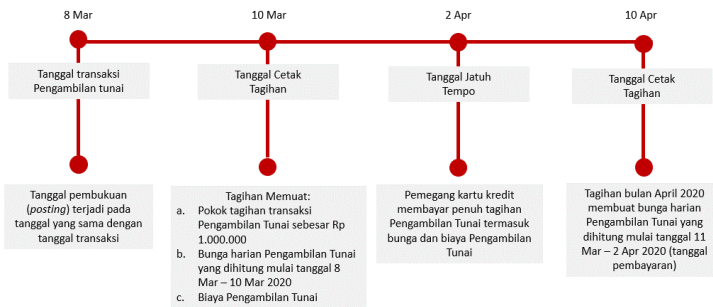 8 Mar
10 Mar
2 Apr
10 Apr
Tanggal transaksi
Pengambilan tunai
Tanggal Cetak
Tagihan
Tanggal Jatuh
Tempo
Tanggal Cetak
Tagihan
Tanggal pembukuan
(posting) terjadi pada
tanggal yang sama dengan
tanggal transaksi
Tagihan Memuat:
a. Pokok tagihan transaksi
Pengambilan Tunai sebesar Rp
1.000.000
b. Bunga harian Pengambilan Tunai
yang dihitung mulai tanggal 8
Mar – 10 Mar 2020
c. Biaya Pengambilan Tunai
Pemegang kartu kredit
membayar penuh tagihan
Pengambilan Tunai termasuk
bunga dan biaya Pengambilan
Tunai
Tagihan bulan April 2020
membuat bunga harian
Pengambilan Tunai yang
dihitung mulai tanggal 11
Mar – 2 Apr 2020 (tanggal
pembayaran)